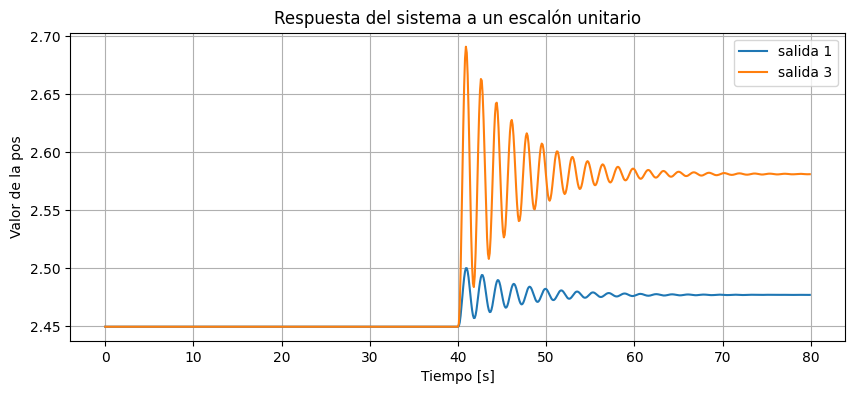 Respuesta del sistema a un escalón unitario
salida 1
salida 3
Valor de la pos
2.70
2.65
2.60
2.55
2.50
2.45
0 10 20 30 40 50 60 70 80
Tiempo [s]